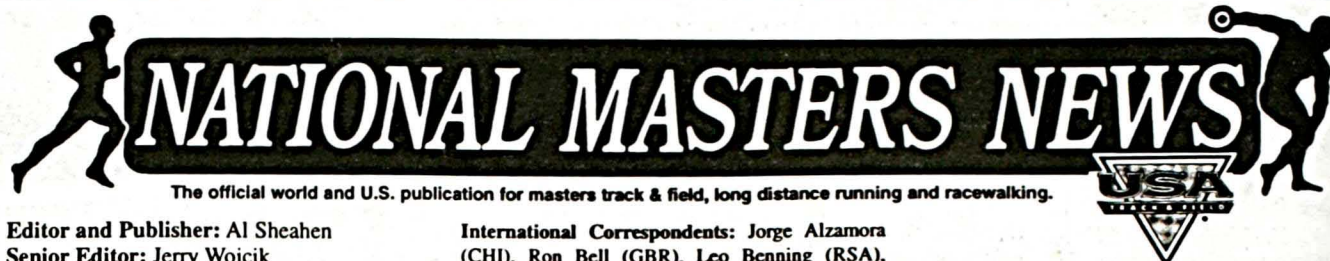 NATIONAL MASTERS NEWS
The official world and U.S. publication for masters track & field, long distance running and racewalking.
USA
TRACK & FIELD
Editor and Publisher: Al Sheahen
Senior Editor: Jerry Wojcik
International Correspondents: Jorge Alzamora
(CHI), Ron Bell (GBR), Leo Benning (RSA),